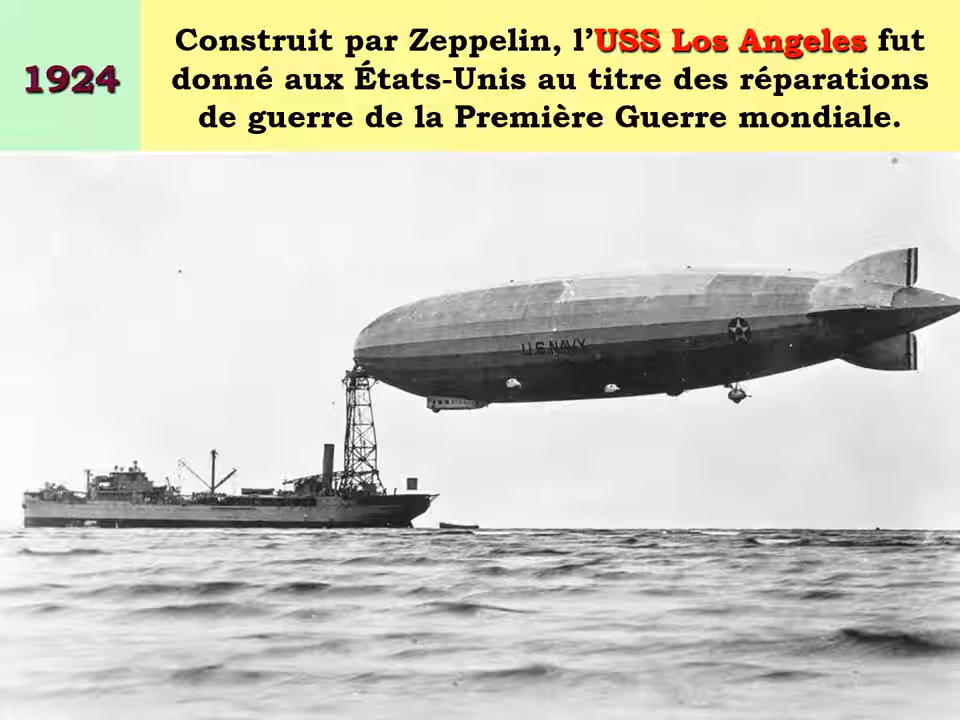 1924
Construit par Zeppelin, l’USS Los Angeles fut
donné aux États-Unis au titre des réparations
de guerre de la Première Guerre mondiale.
U.S.NAVY